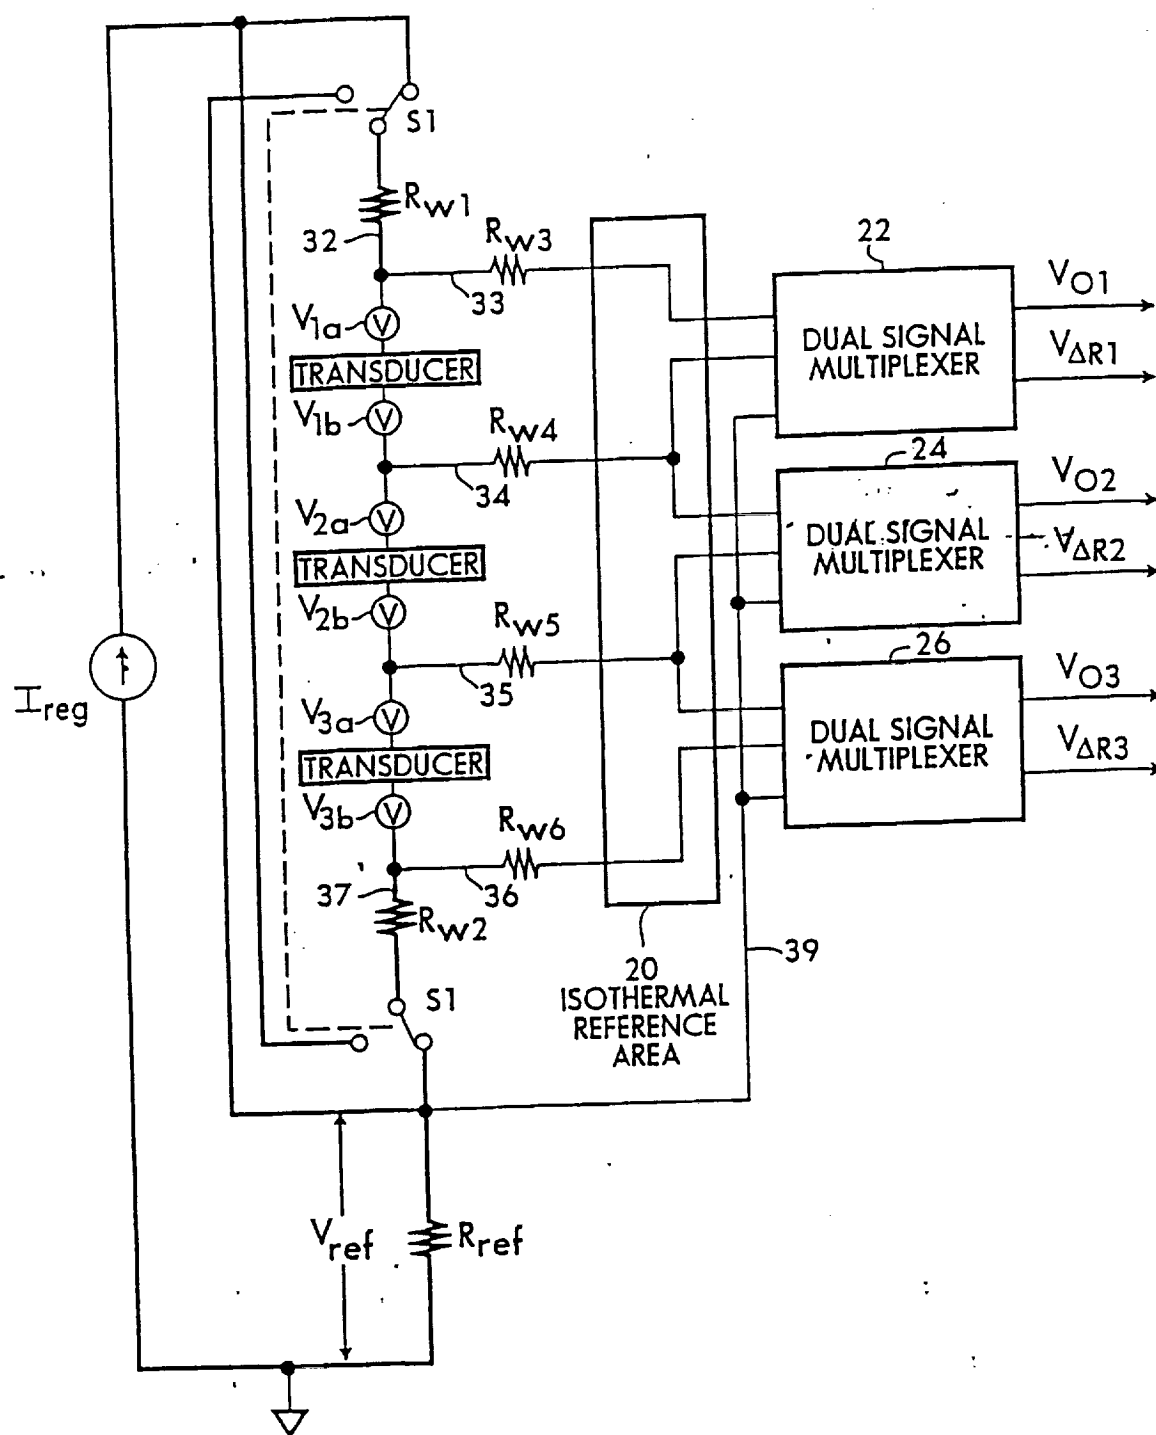 S1
Rw1
32
Rw3
33
22
VO1
V1a
DUAL SIGNAL
MULTIPLEXER
VΔR1
TRANSDUCER
V1b
Rw4
34
24
VO2
V2a
DUAL SIGNAL
MULTIPLEXER
VΔR2
TRANSDUCER
V2b
Rw5
35
26
VO3
Ireg
V3a
DUAL SIGNAL
MULTIPLEXER
VΔR3
TRANSDUCER
V3b
Rw6
36
37
Rw2
39
20
ISOTHERMAL
REFERENCE
AREA
S1
Vref
Rref
V
V
V
V
V
V